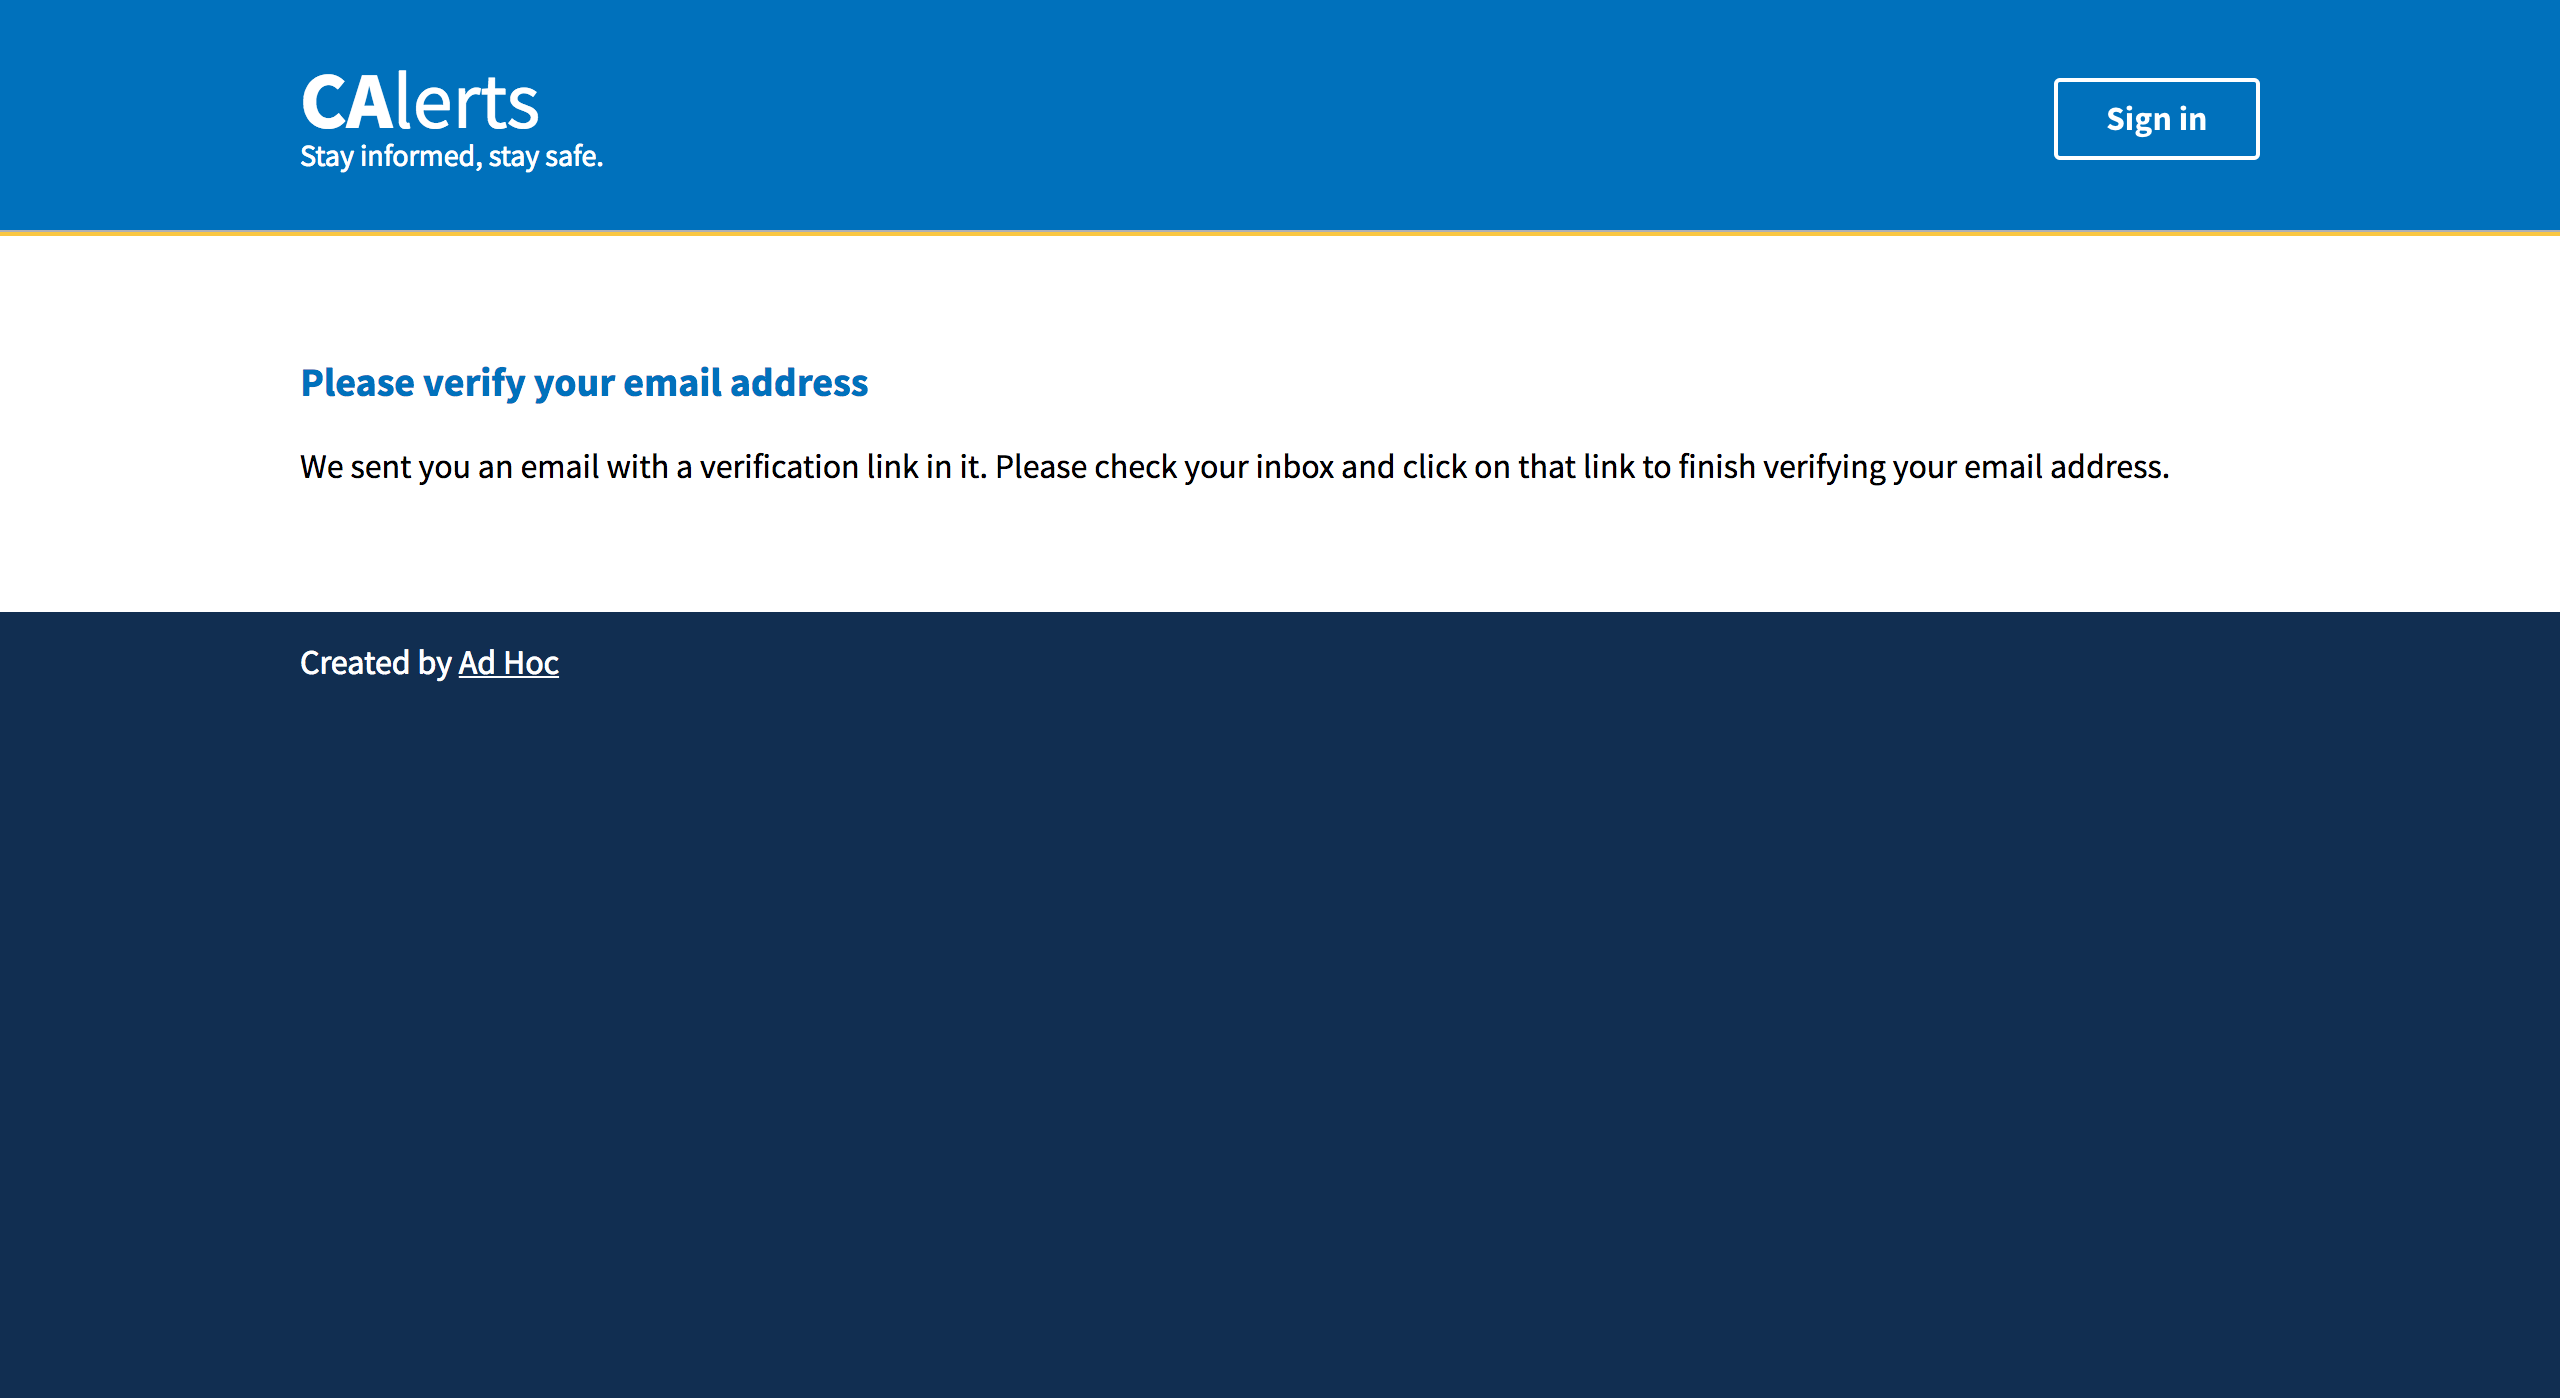 CAlerts
Stay informed, stay safe.
Sign in
Please verify your email address
We sent you an email with a verification link in it. Please check your inbox and click on that link to finish verifying your email address.
Created by Ad Hoc